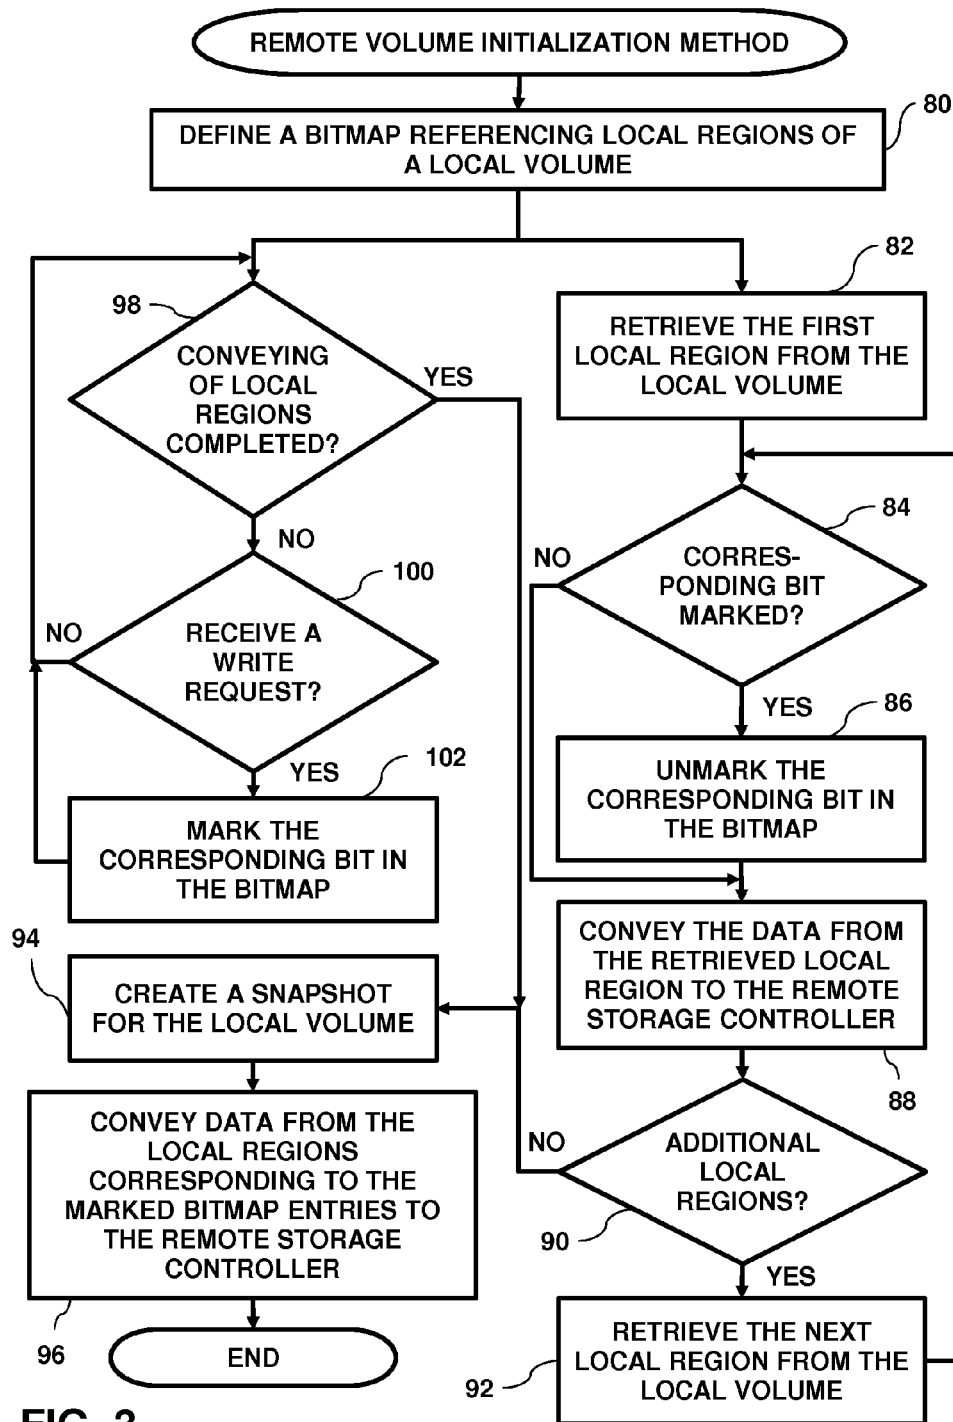 REMOTE VOLUME INITIALIZATION METHOD
80
DEFINE A BITMAP REFERENCING LOCAL REGIONS OF
A LOCAL VOLUME
98
CONVEYING
OF LOCAL
REGIONS
COMPLETED?
YES
NO
100
RECEIVE A
WRITE
REQUEST?
NO
YES
102
MARK THE
CORRESPONDING BIT IN
THE BITMAP
82
RETRIEVE THE FIRST
LOCAL REGION FROM THE
LOCAL VOLUME
84
CORRES-
PONDING BIT
MARKED?
NO
YES
86
UNMARK THE
CORRESPONDING BIT IN
THE BITMAP
CONVEY THE DATA FROM
THE RETRIEVED LOCAL
REGION TO THE REMOTE
STORAGE CONTROLLER
88
ADDITIONAL
LOCAL
REGIONS?
NO
90
YES
RETRIEVE THE NEXT
LOCAL REGION FROM THE
LOCAL VOLUME
92
94
CREATE A SNAPSHOT
FOR THE LOCAL VOLUME
CONVEY DATA FROM THE
LOCAL REGIONS
CORRESPONDING TO THE
MARKED BITMAP ENTRIES TO
THE REMOTE STORAGE
CONTROLLER
96
END
FIG.